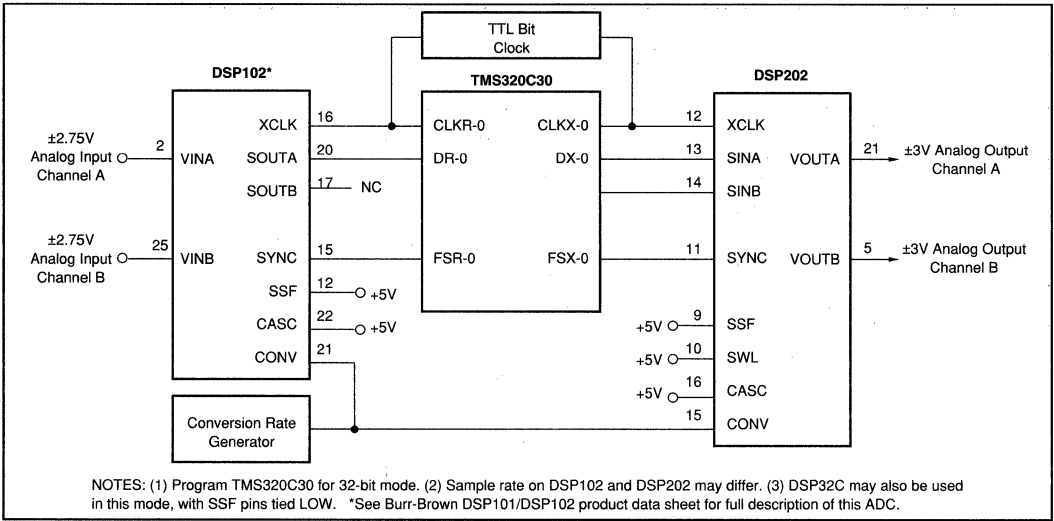 TTL Bit
Clock
DSP102*
TMS320C30
DSP202
±2.75V
Analog Input
Channel A
2
VINA
±2.75V
Analog Input
Channel B
25
VINB
XCLK
16
SOUTA
20
SOUTB
17
NC
SYNC
15
SSF
12
+5V
CASC
22
+5V
CONV
21
CLKR-0
CLKX-0
DR-0
DX-0
FSR-0
FSX-0
12
XCLK
13
SINA
14
SINB
11
SYNC
+5V
9
SSF
+5V
10
SWL
+5V
16
CASC
15
CONV
VOUTA
21
±3V Analog Output
Channel A
VOUTB
5
±3V Analog Output
Channel B
Conversion Rate
Generator
NOTES: (1) Program TMS320C30 for 32-bit mode. (2) Sample rate on DSP102 and DSP202 may differ. (3) DSP32C may also be used
in this mode, with SSF pins tied LOW. *See Burr-Brown DSP101/DSP102 product data sheet for full description of this ADC.